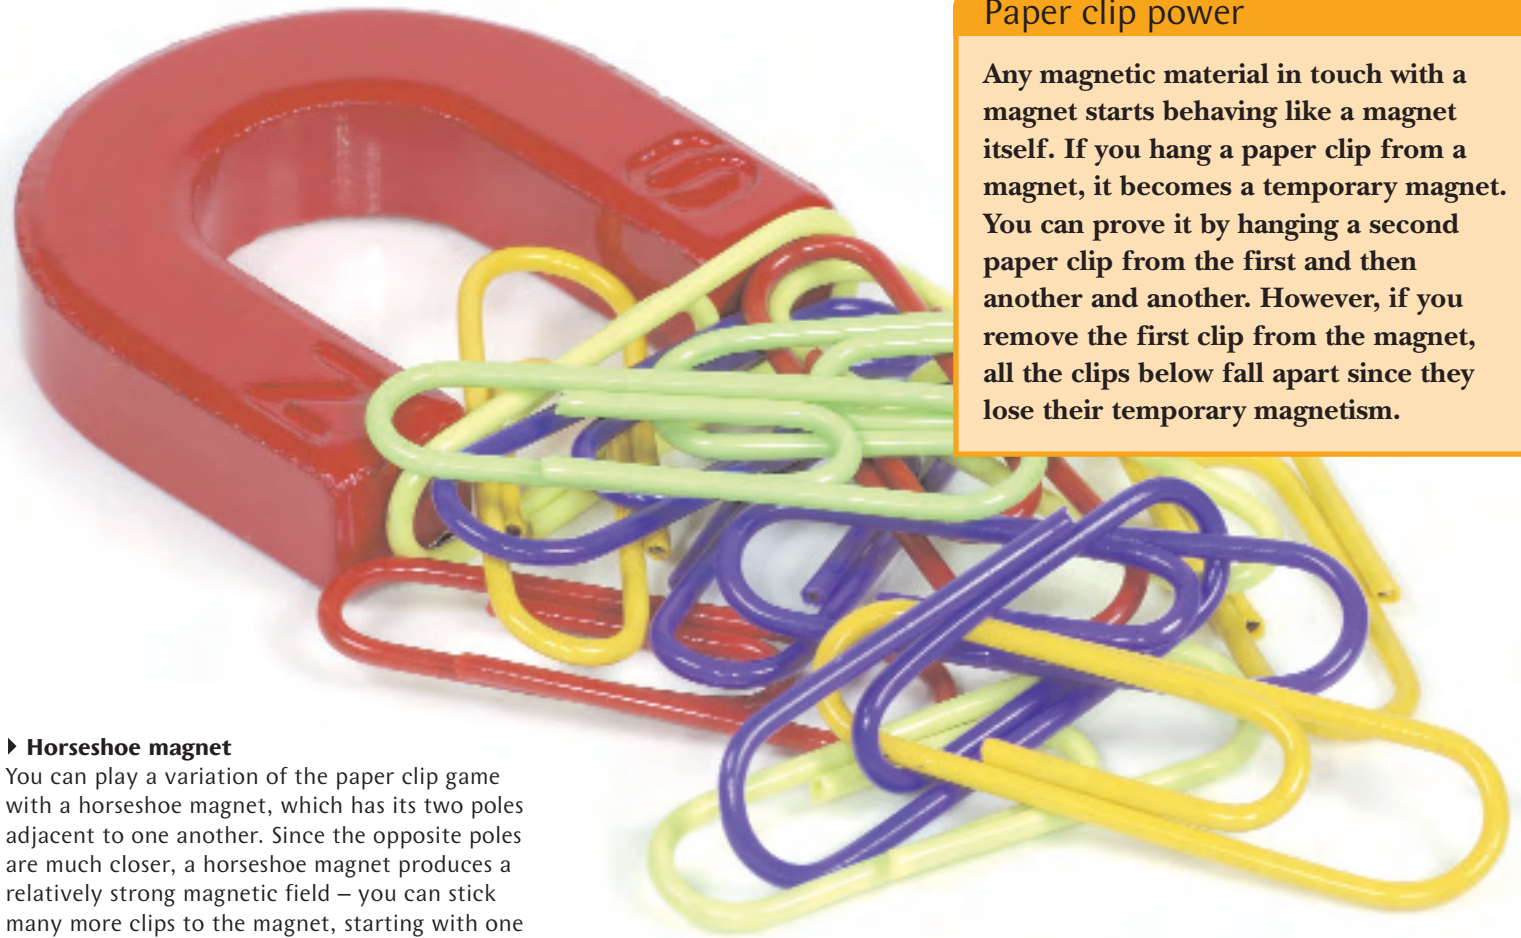 Paper clip power
Any magnetic material in touch with a
magnet starts behaving like a magnet
itself. If you hang a paper clip from a
magnet, it becomes a temporary magnet.
You can prove it by hanging a second
paper clip from the first and then
another and another. However, if you
remove the first clip from the magnet,
all the clips below fall apart since they
lose their temporary magnetism.
S
N
Horseshoe magnet
You can play a variation of the paper clip game
with a horseshoe magnet, which has its two poles
adjacent to one another. Since the opposite poles
are much closer, a horseshoe magnet produces a
relatively strong magnetic field – you can stick
many more clips to the magnet, starting with one